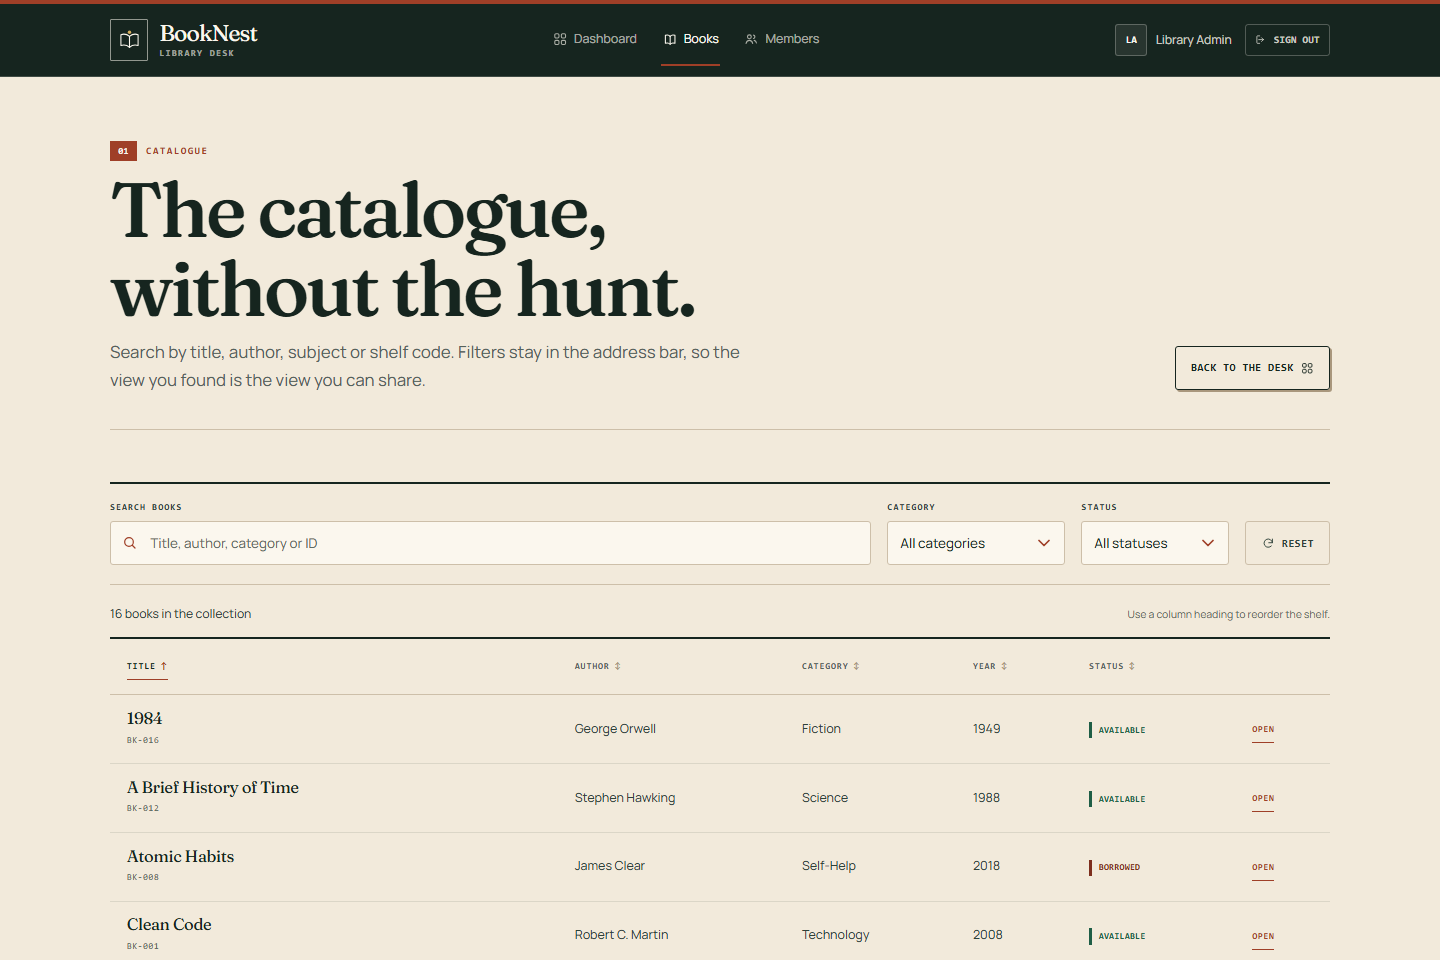 BookNest
LIBRARY DESK
Dashboard
Books
Members
LA
Library Admin
SIGN OUT
01 CATALOGUE
The catalogue,
without the hunt.
Search by title, author, subject or shelf code. Filters stay in the address bar, so the
view you found is the view you can share.
BACK TO THE DESK
SEARCH BOOKS
CATEGORY
STATUS
Title, author, category or ID
All categories
All statuses
RESET
16 books in the collection
Use a column heading to reorder the shelf.
TITLE ↑ AUTHOR ↕ CATEGORY ↕ YEAR ↕ STATUS ↕
1984
BK-016
George Orwell Fiction 1949 AVAILABLE OPEN
A Brief History of Time
BK-012
Stephen Hawking Science 1988 AVAILABLE OPEN
Atomic Habits
BK-008
James Clear Self-Help 2018 BORROWED OPEN
Clean Code
BK-001
Robert C. Martin Technology 2008 AVAILABLE OPEN